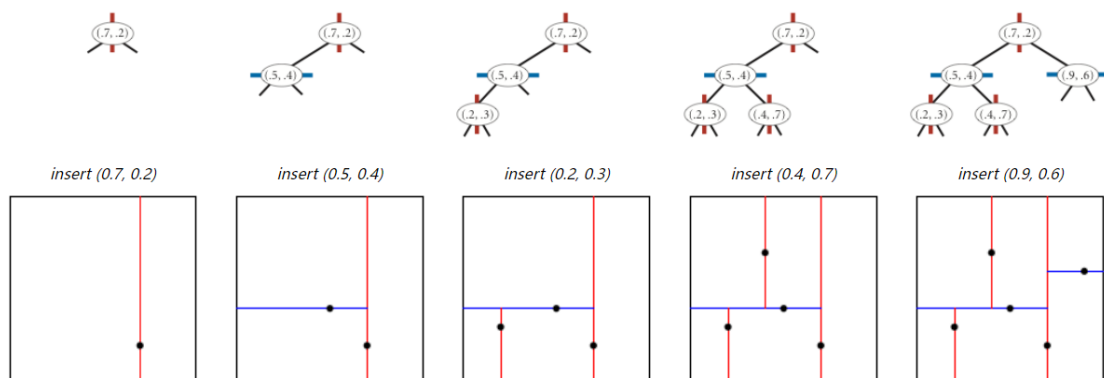 (.7, .2)
(.7, .2)
(.5, .4)
(.7, .2)
(.5, .4)
(.2, .3)
(.7, .2)
(.5, .4)
(.2, .3) (.4, .7)
(.7, .2)
(.5, .4) (.9, .6)
(.2, .3) (.4, .7)
insert (0.7, 0.2)
insert (0.5, 0.4)
insert (0.2, 0.3)
insert (0.4, 0.7)
insert (0.9, 0.6)